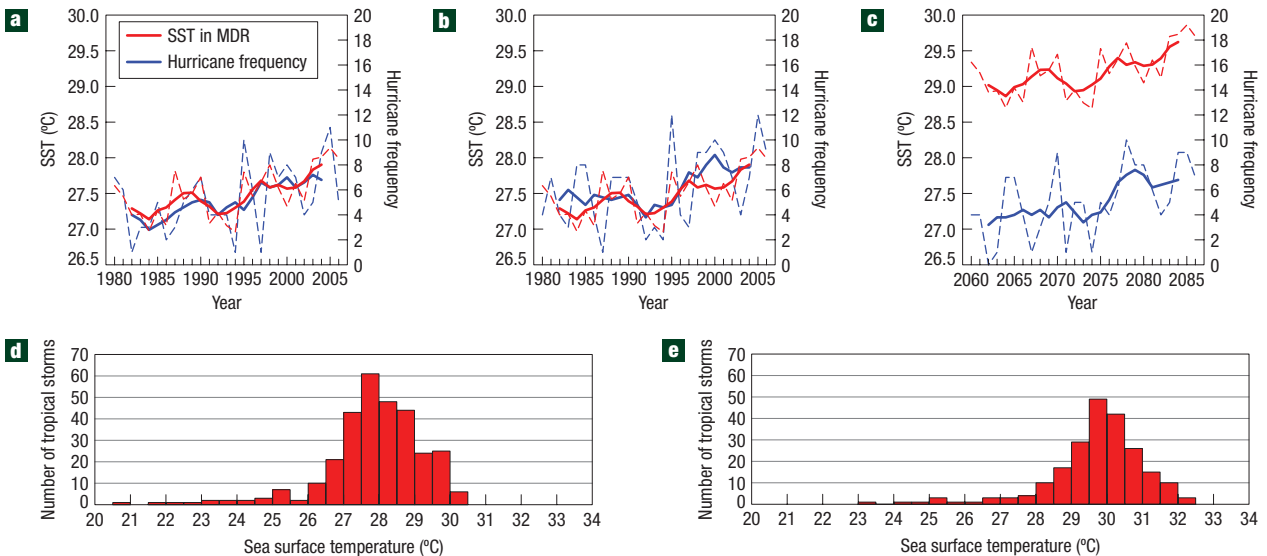 a
30.0
29.5
29.0
28.5
28.0
27.5
27.0
26.5
SST (ºC)
SST in MDR
Hurricane frequency
20
18
16
14
12
10
8
6
4
2
0
Hurricane frequency
1980 1985 1990 1995 2000 2005
Year
b
30.0
29.5
29.0
28.5
28.0
27.5
27.0
26.5
SST (ºC)
20
18
16
14
12
10
8
6
4
2
0
Hurricane frequency
1980 1985 1990 1995 2000 2005
Year
c
30.0
29.5
29.0
28.5
28.0
27.5
27.0
26.5
SST (ºC)
20
18
16
14
12
10
8
6
4
2
0
Hurricane frequency
2060 2065 2070 2075 2080 2085
Year
d
Number of tropical storms
70
60
50
40
30
20
10
0
20 21 22 23 24 25 26 27 28 29 30 31 32 33 34
Sea surface temperature (ºC)
e
Number of tropical storms
70
60
50
40
30
20
10
0
20 21 22 23 24 25 26 27 28 29 30 31 32 33 34
Sea surface temperature (ºC)